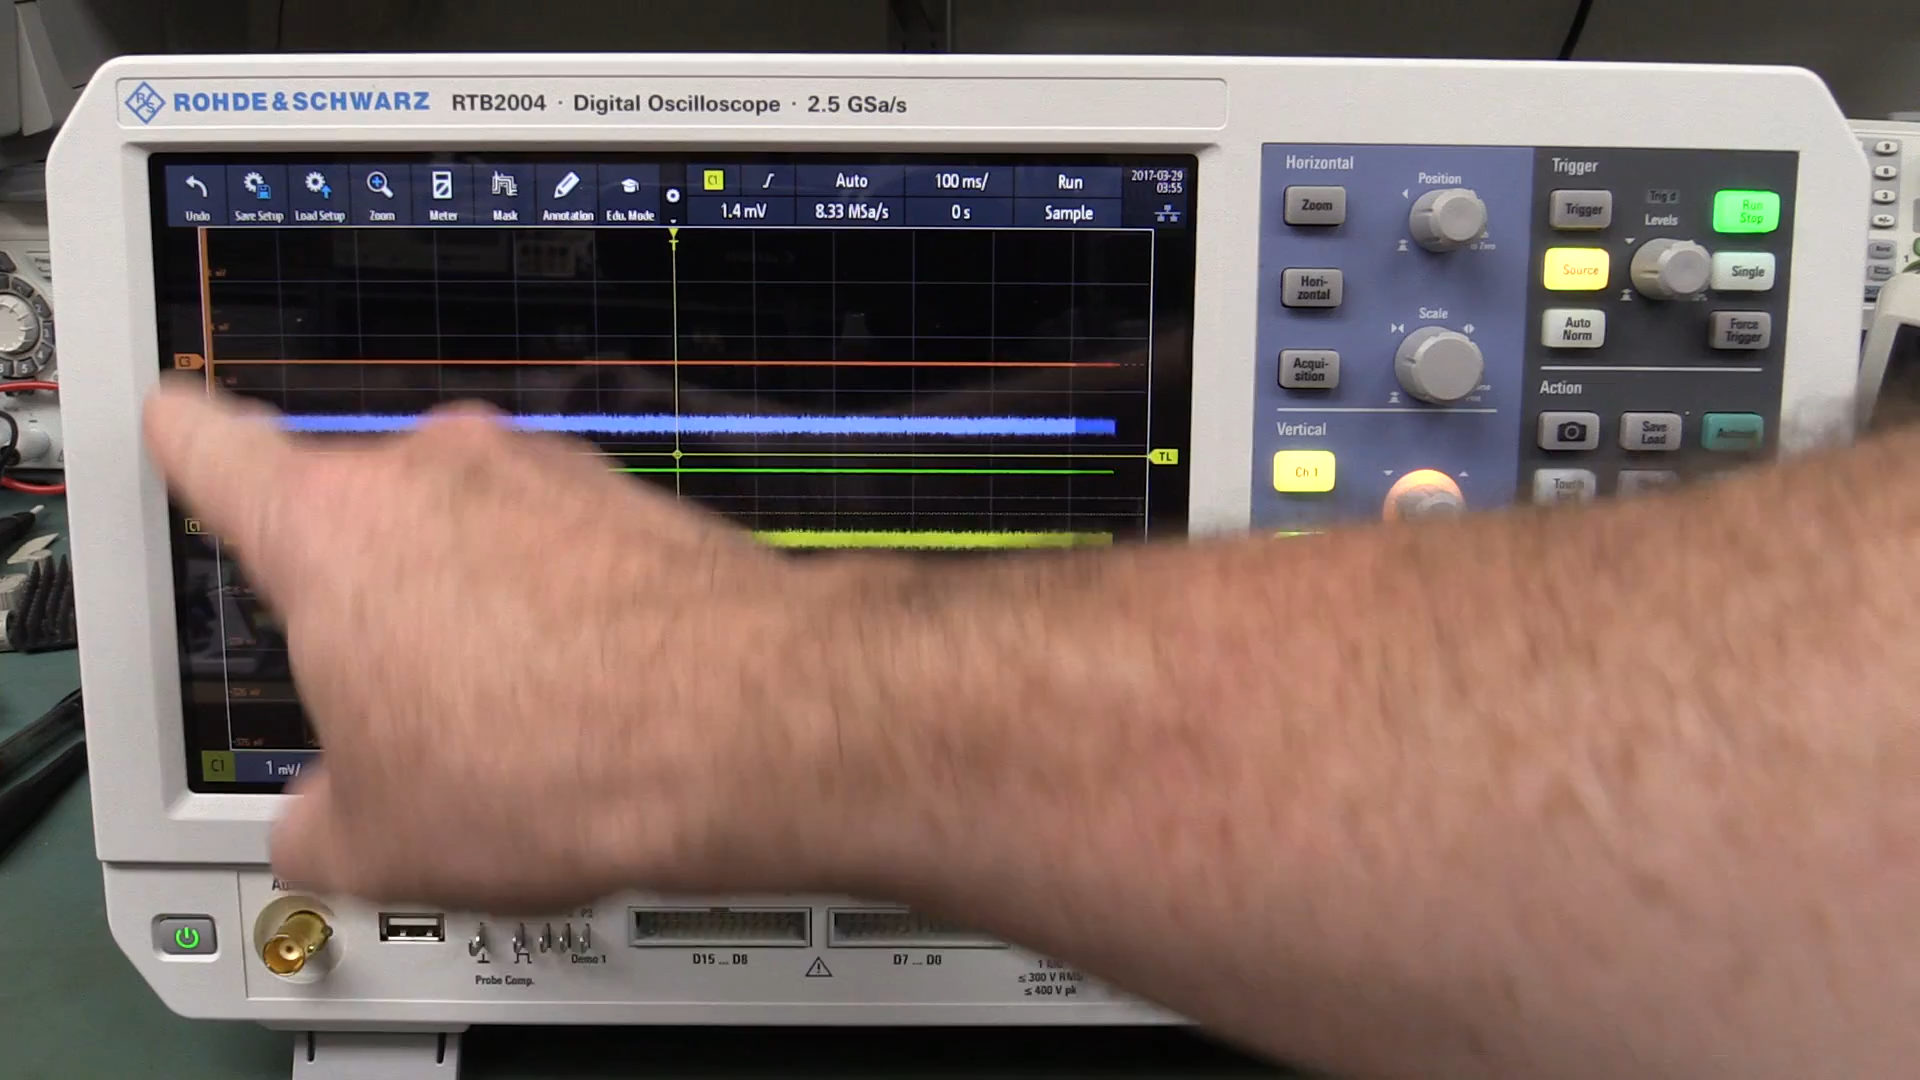 ROHDE & SCHWARZ RTB2004 · Digital Oscilloscope · 2.5 GSa/s
Undo
Save Setup
Load Setup
Zoom
Meter
Mask
Annotation
Edu. Mode
C1
Auto
100 ms/
Run
1.4 mV
8.33 MSa/s
0 s
Sample
2017-03-29
03:55
C3
TL
C1
C1
1 mV/
Horizontal
Position
Zoom
Hori-
zontal
Scale
Acqui-
sition
Vertical
Ch 1
Trigger
Trigger
Trig'd
Levels
Run
Stop
Source
Single
Auto
Norm
Force
Trigger
Action
Save
Load
Touch
Probe Comp.
Demo 1
D15 ... D8
D7 ... D0
≤ 300 V RMS
≤ 400 V pk